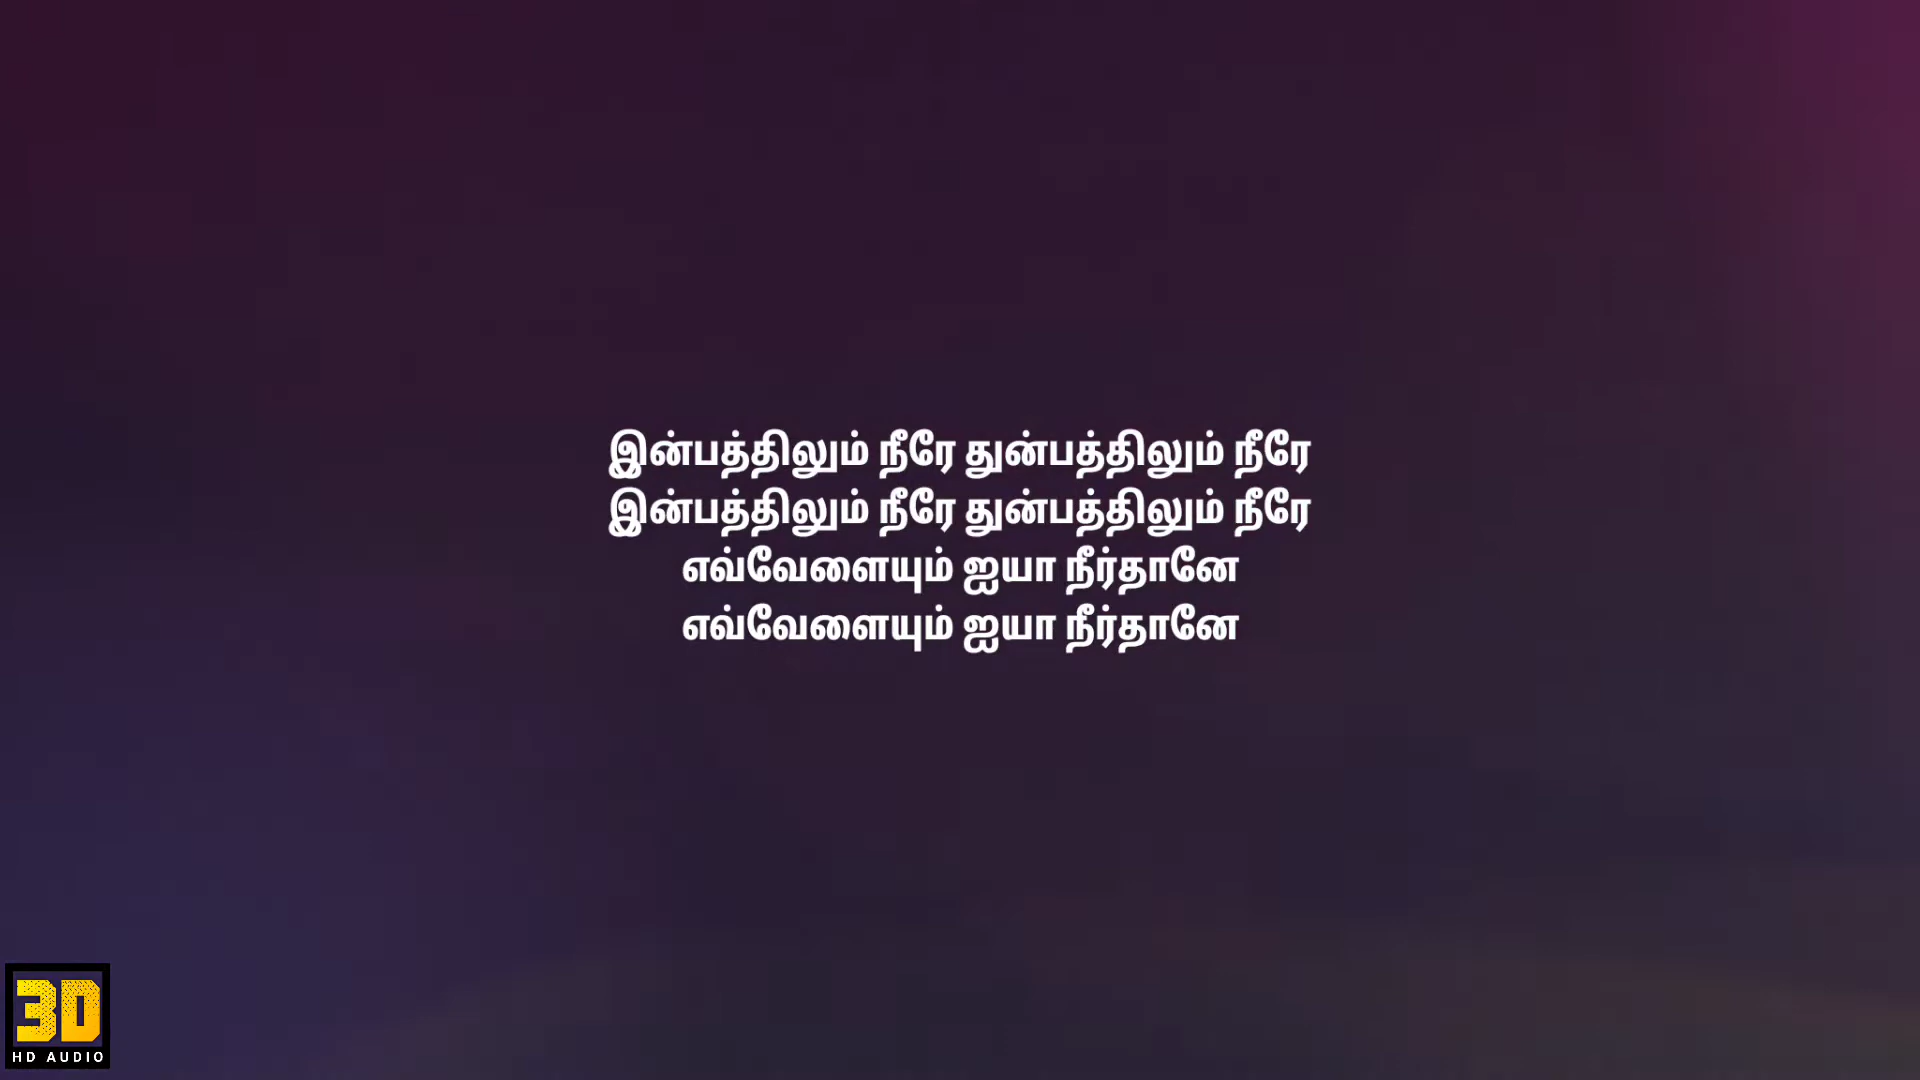 இன்பத்திலும் நீரே துன்பத்திலும் நீரே
இன்பத்திலும் நீரே துன்பத்திலும் நீரே
எவ்வேளையும் ஐயா நீர்தானே
எவ்வேளையும் ஐயா நீர்தானே
3D
HD AUDIO